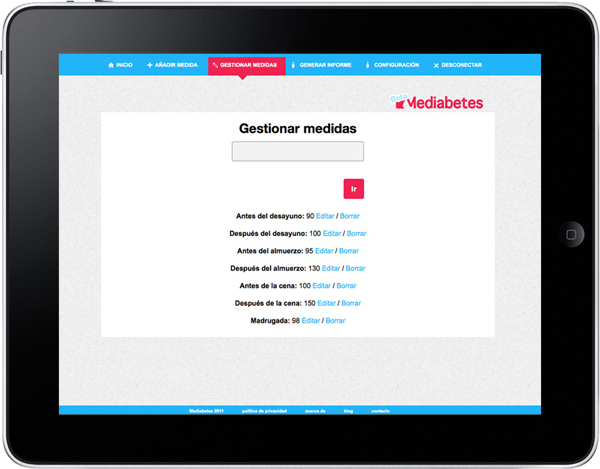 INICIO AÑADIR MEDIDA GESTIONAR MEDIDAS GENERAR INFORME CONFIGURACIÓN DESCONECTAR
Beta
Mediabetes
Gestionar medidas
Ir
Antes del desayuno: 90 Editar / Borrar
Después del desayuno: 100 Editar / Borrar
Antes del almuerzo: 95 Editar / Borrar
Después del almuerzo: 130 Editar / Borrar
Antes de la cena: 100 Editar / Borrar
Después de la cena: 150 Editar / Borrar
Madrugada: 98 Editar / Borrar
Mediabetes 2011 política de privacidad acerca de blog contacto